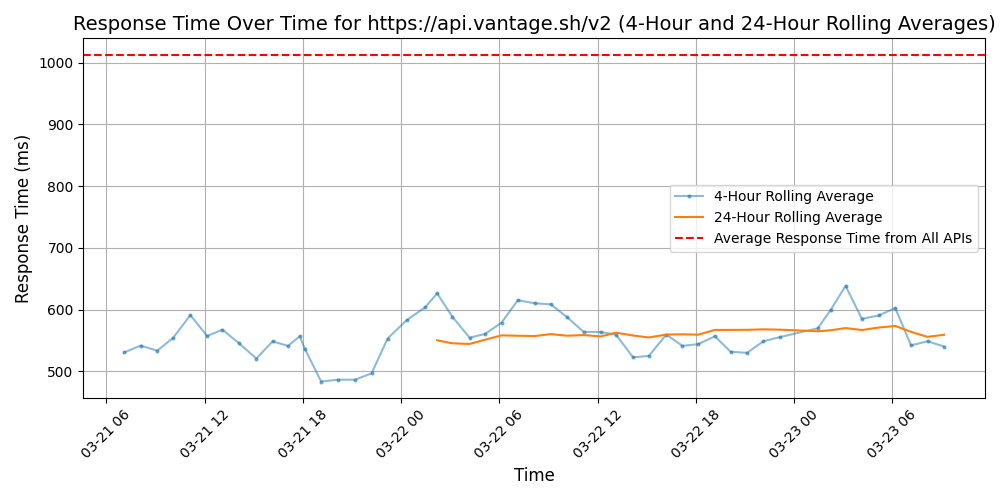 Response Time Over Time for https://api.vantage.sh/v2 (4-Hour and 24-Hour Rolling Averages)
Response Time (ms)
1000
900
800
700
600
500
4-Hour Rolling Average
24-Hour Rolling Average
Average Response Time from All APIs
03-21 06
03-21 12
03-21 18
03-22 00
03-22 06
03-22 12
03-22 18
03-23 00
03-23 06
Time